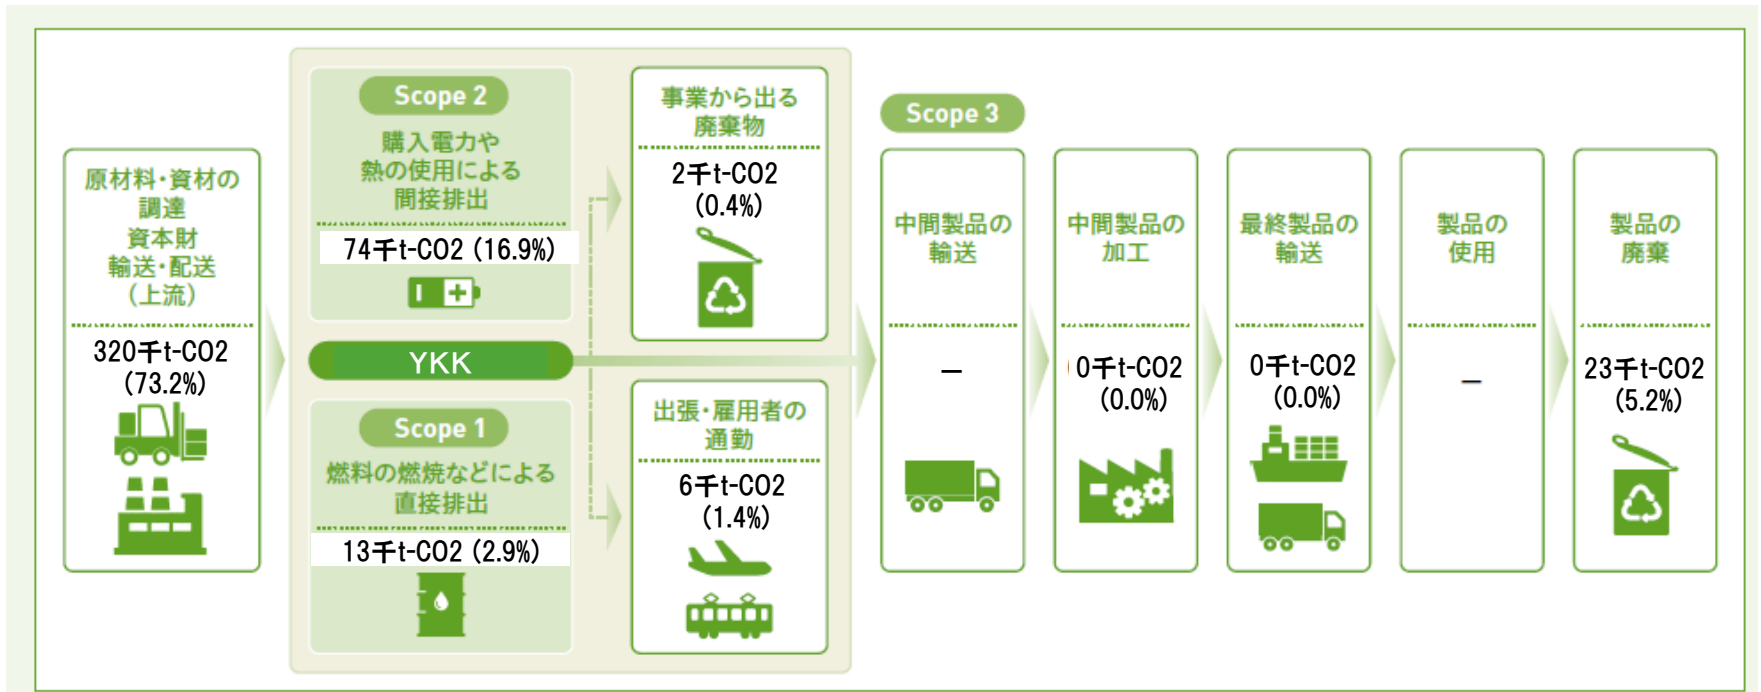 原材料・資材の
調達
資本財
輸送・配送
（上流）
320千t-CO2
(73.2%)
Scope 2
購入電力や
熱の使用による
間接排出
74千t-CO2 (16.9%)
YKK
Scope 1
燃料の燃焼などによる
直接排出
13千t-CO2 (2.9%)
事業から出る
廃棄物
2千t-CO2
(0.4%)
出張・雇用者の
通勤
6千t-CO2
(1.4%)
Scope 3
中間製品の
輸送
—
中間製品の
加工
0千t-CO2
(0.0%)
最終製品の
輸送
0千t-CO2
(0.0%)
製品の
使用
—
製品の
廃棄
23千t-CO2
(5.2%)